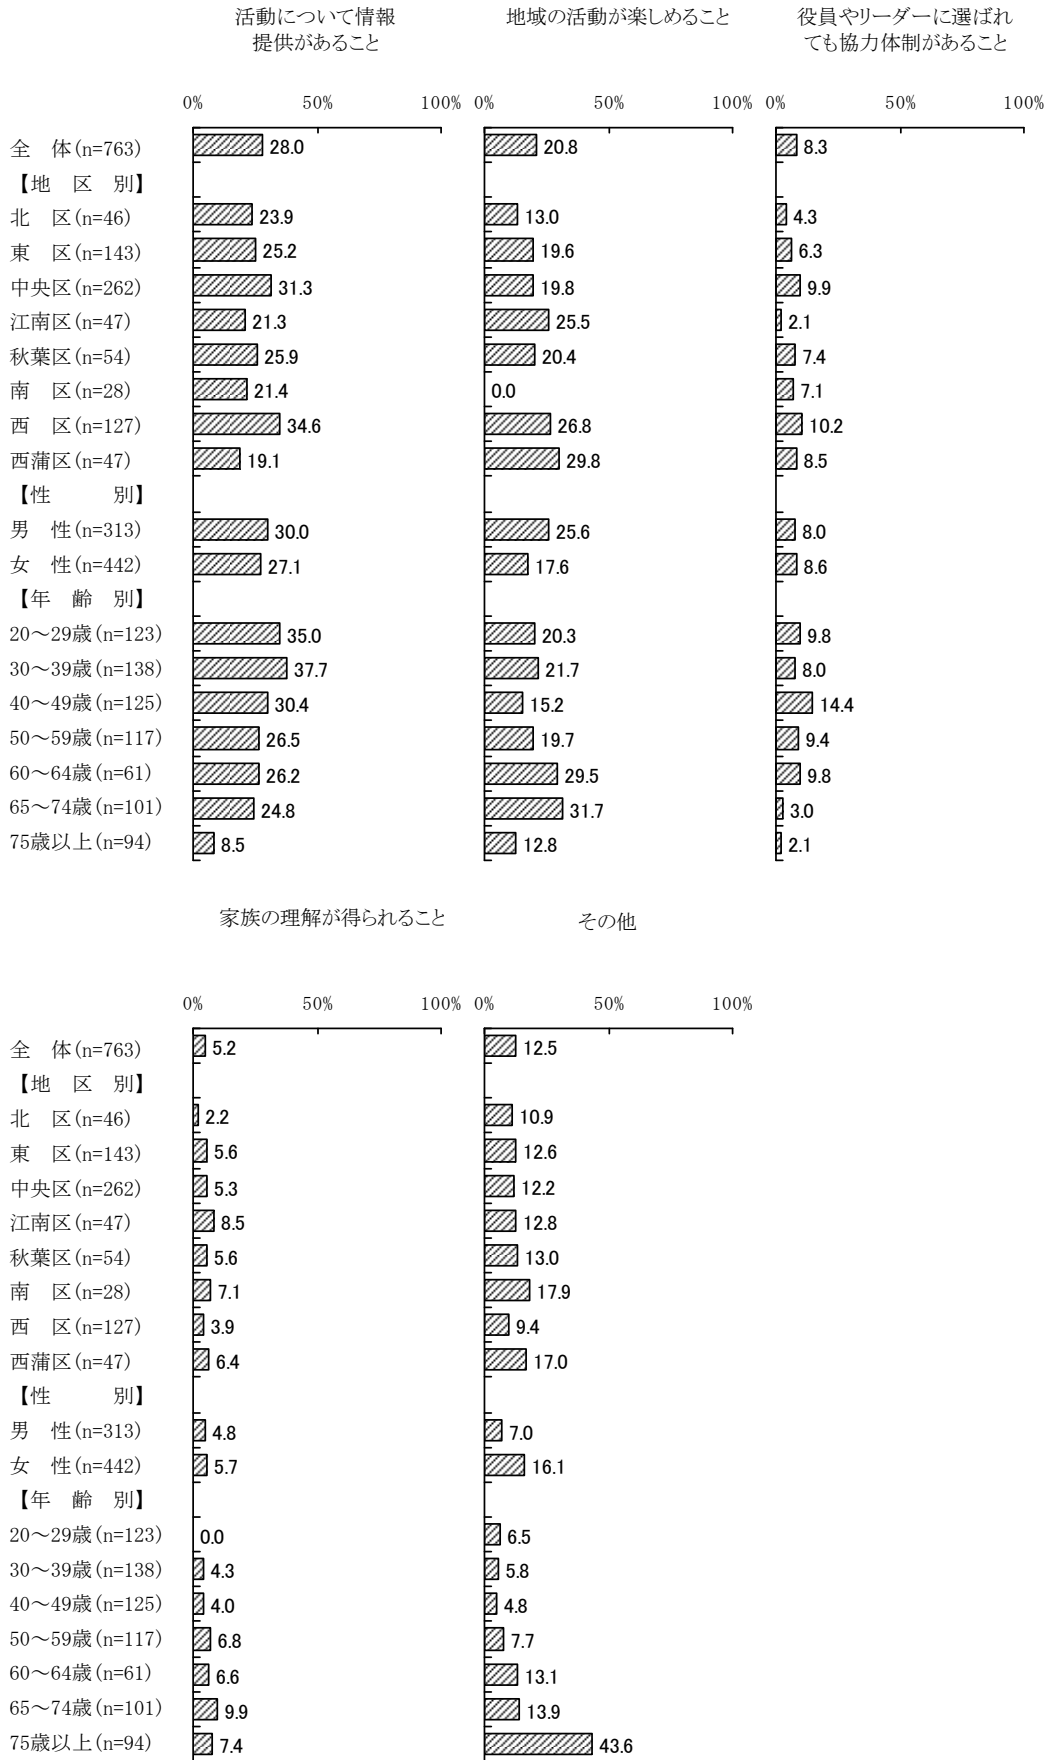 活動について情報 地域の活動が楽しめること 役員やリーダーに選ばれ
提供があること ても協力体制があること
0% 50% 100% 0% 50% 100% 0% 50% 100%
全 体(n=763) 28.0 20.8 8.3
【地 区 別】
北 区(n=46) 23.9 13.0 4.3
東 区(n=143) 25.2 19.6 6.3
中央区(n=262) 31.3 19.8 9.9
江南区(n=47) 21.3 25.5 2.1
秋葉区(n=54) 25.9 20.4 7.4
南 区(n=28) 21.4 0.0 7.1
西 区(n=127) 34.6 26.8 10.2
西蒲区(n=47) 19.1 29.8 8.5
【性 別】
男 性(n=313) 30.0 25.6 8.0
女 性(n=442) 27.1 17.6 8.6
【年 齢 別】
20～29歳(n=123) 35.0 20.3 9.8
30～39歳(n=138) 37.7 21.7 8.0
40～49歳(n=125) 30.4 15.2 14.4
50～59歳(n=117) 26.5 19.7 9.4
60～64歳(n=61) 26.2 29.5 9.8
65～74歳(n=101) 24.8 31.7 3.0
75歳以上(n=94) 8.5 12.8 2.1
家族の理解が得られること その他
0% 50% 100% 0% 50% 100%
全 体(n=763) 5.2 12.5
【地 区 別】
北 区(n=46) 2.2 10.9
東 区(n=143) 5.6 12.6
中央区(n=262) 5.3 12.2
江南区(n=47) 8.5 12.8
秋葉区(n=54) 5.6 13.0
南 区(n=28) 7.1 17.9
西 区(n=127) 3.9 9.4
西蒲区(n=47) 6.4 17.0
【性 別】
男 性(n=313) 4.8 7.0
女 性(n=442) 5.7 16.1
【年 齢 別】
20～29歳(n=123) 0.0 6.5
30～39歳(n=138) 4.3 5.8
40～49歳(n=125) 4.0 4.8
50～59歳(n=117) 6.8 7.7
60～64歳(n=61) 6.6 13.1
65～74歳(n=101) 9.9 13.9
75歳以上(n=94) 7.4 43.6